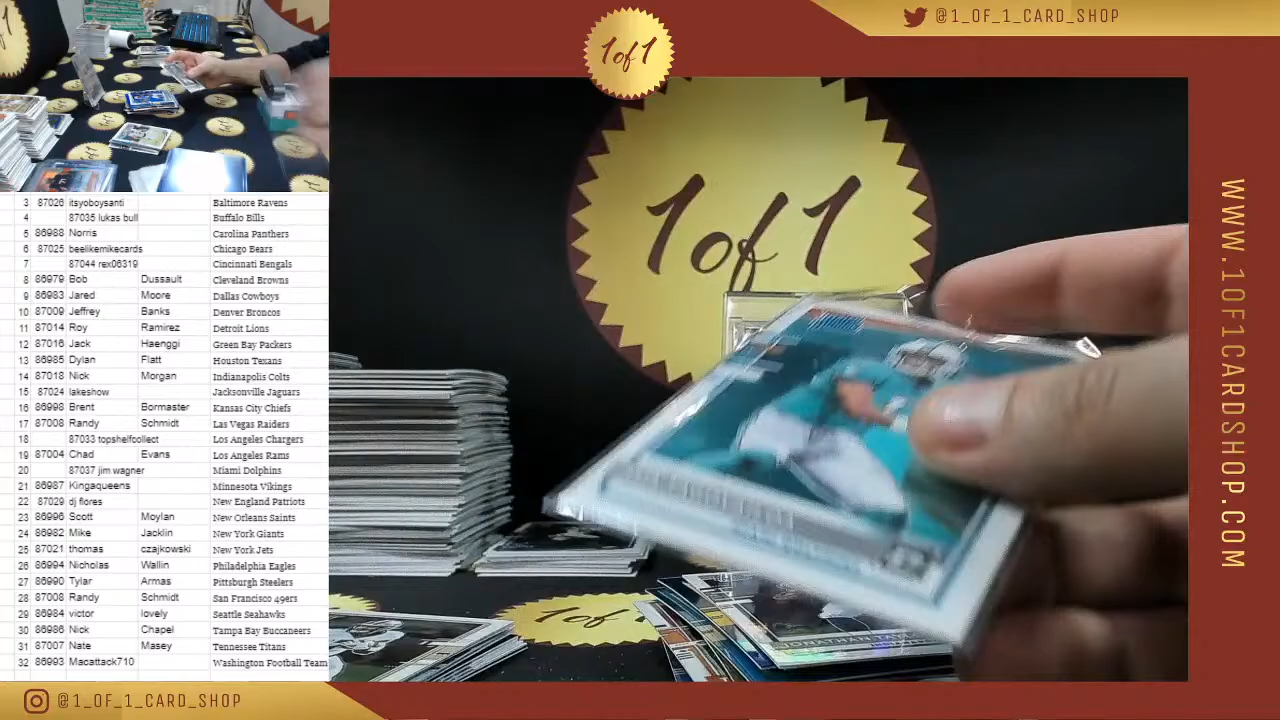 @1_OF_1_CARD_SHOP
1of1
1of1
3 87026 itsyoboysanti Baltimore Ravens
4 87035 lukas bull Buffalo Bills
5 86988 Norris Carolina Panthers
6 87025 beelikemikecards Chicago Bears
7 87044 rex06319 Cincinnati Bengals
8 86979 Bob Dussault Cleveland Browns
9 86983 Jared Moore Dallas Cowboys
10 87009 Jeffrey Banks Denver Broncos
11 87014 Roy Ramirez Detroit Lions
12 87016 Jack Haenggi Green Bay Packers
13 86985 Dylan Flatt Houston Texans
14 87018 Nick Morgan Indianapolis Colts
15 87024 lakeshow Jacksonville Jaguars
16 86998 Brent Bormaster Kansas City Chiefs
17 87008 Randy Schmidt Las Vegas Raiders
18 87033 topshelfcollect Los Angeles Chargers
19 87004 Chad Evans Los Angeles Rams
20 87037 jim wagner Miami Dolphins
21 86987 Kingaqueens Minnesota Vikings
22 87029 dj flores New England Patriots
23 86996 Scott Moylan New Orleans Saints
24 86982 Mike Jacklin New York Giants
25 87021 thomas czajkowski New York Jets
26 86994 Nicholas Wallin Philadelphia Eagles
27 86990 Tylar Armas Pittsburgh Steelers
28 87008 Randy Schmidt San Francisco 49ers
29 86984 victor lovely Seattle Seahawks
30 86986 Nick Chapel Tampa Bay Buccaneers
31 87007 Nate Masey Tennessee Titans
32 86993 Macattack710 Washington Football Team
1of1
WWW.1OF1CARDSHOP.COM
@1_OF_1_CARD_SHOP